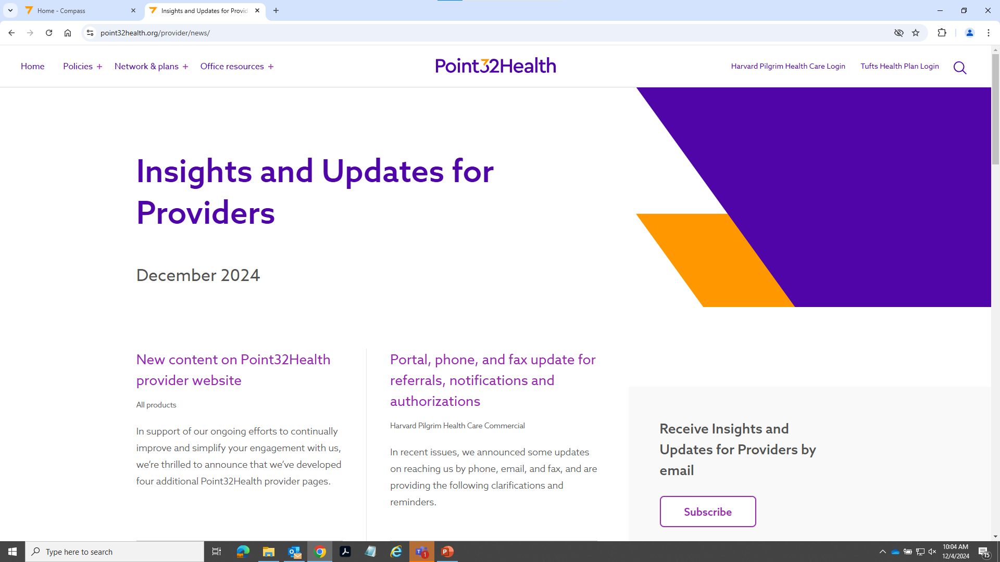 Home - Compass
Insights and Updates for Provid
point32health.org/provider/news/
Home
Policies +
Network & plans +
Office resources +
Point32Health
Harvard Pilgrim Health Care Login
Tufts Health Plan Login
Insights and Updates for
Providers
December 2024
New content on Point32Health
provider website
All products
In support of our ongoing efforts to continually
improve and simplify your engagement with us,
we’re thrilled to announce that we’ve developed
four additional Point32Health provider pages.
Portal, phone, and fax update for
referrals, notifications and
authorizations
Harvard Pilgrim Health Care Commercial
In recent issues, we announced some updates
on reaching us by phone, email, and fax, and are
providing the following clarifications and
reminders.
Receive Insights and
Updates for Providers by
email
Subscribe
Type here to search
1
10:04 AM
12/4/2024
15